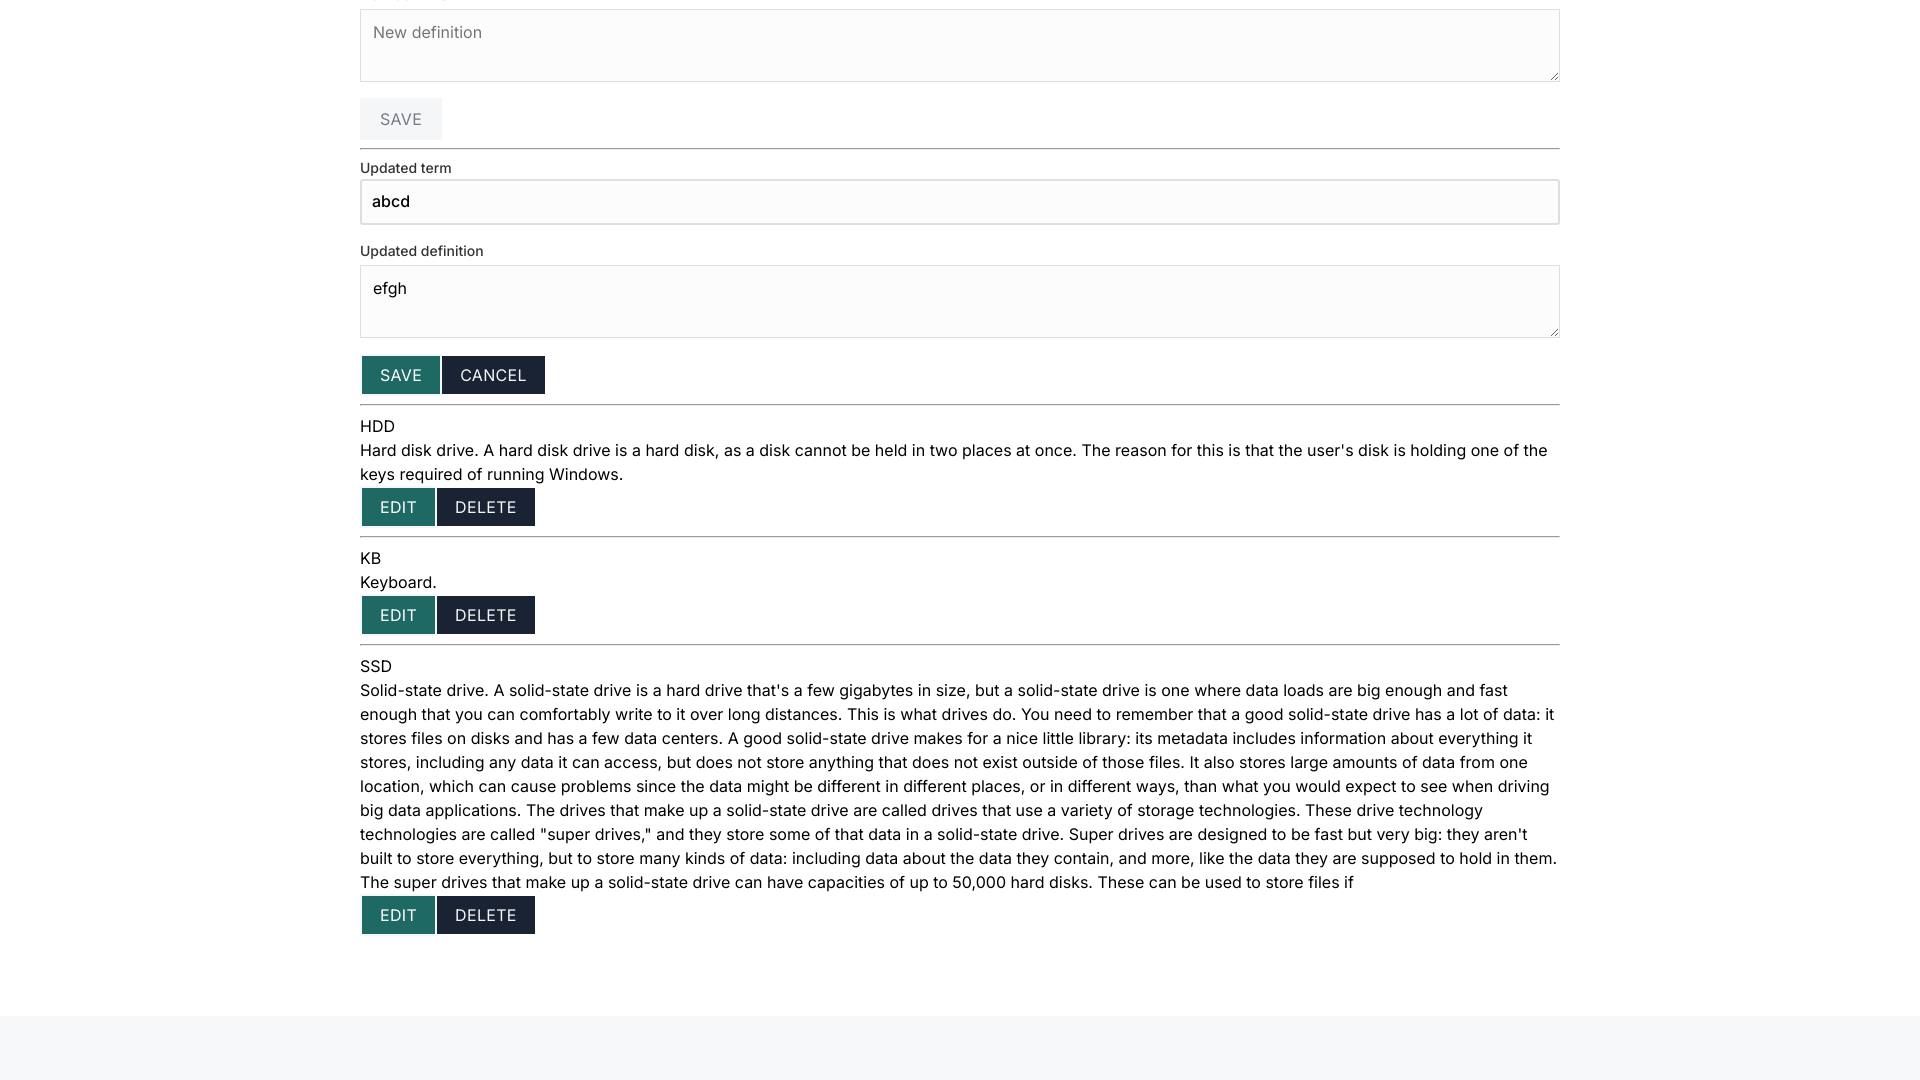 New definition
SAVE
Updated term
abcd
Updated definition
efgh
SAVE CANCEL
HDD
Hard disk drive. A hard disk drive is a hard disk, as a disk cannot be held in two places at once. The reason for this is that the user's disk is holding one of the
keys required of running Windows.
EDIT DELETE
KB
Keyboard.
EDIT DELETE
SSD
Solid-state drive. A solid-state drive is a hard drive that's a few gigabytes in size, but a solid-state drive is one where data loads are big enough and fast
enough that you can comfortably write to it over long distances. This is what drives do. You need to remember that a good solid-state drive has a lot of data: it
stores files on disks and has a few data centers. A good solid-state drive makes for a nice little library: its metadata includes information about everything it
stores, including any data it can access, but does not store anything that does not exist outside of those files. It also stores large amounts of data from one
location, which can cause problems since the data might be different in different places, or in different ways, than what you would expect to see when driving
big data applications. The drives that make up a solid-state drive are called drives that use a variety of storage technologies. These drive technology
technologies are called "super drives," and they store some of that data in a solid-state drive. Super drives are designed to be fast but very big: they aren't
built to store everything, but to store many kinds of data: including data about the data they contain, and more, like the data they are supposed to hold in them.
The super drives that make up a solid-state drive can have capacities of up to 50,000 hard disks. These can be used to store files if
EDIT DELETE